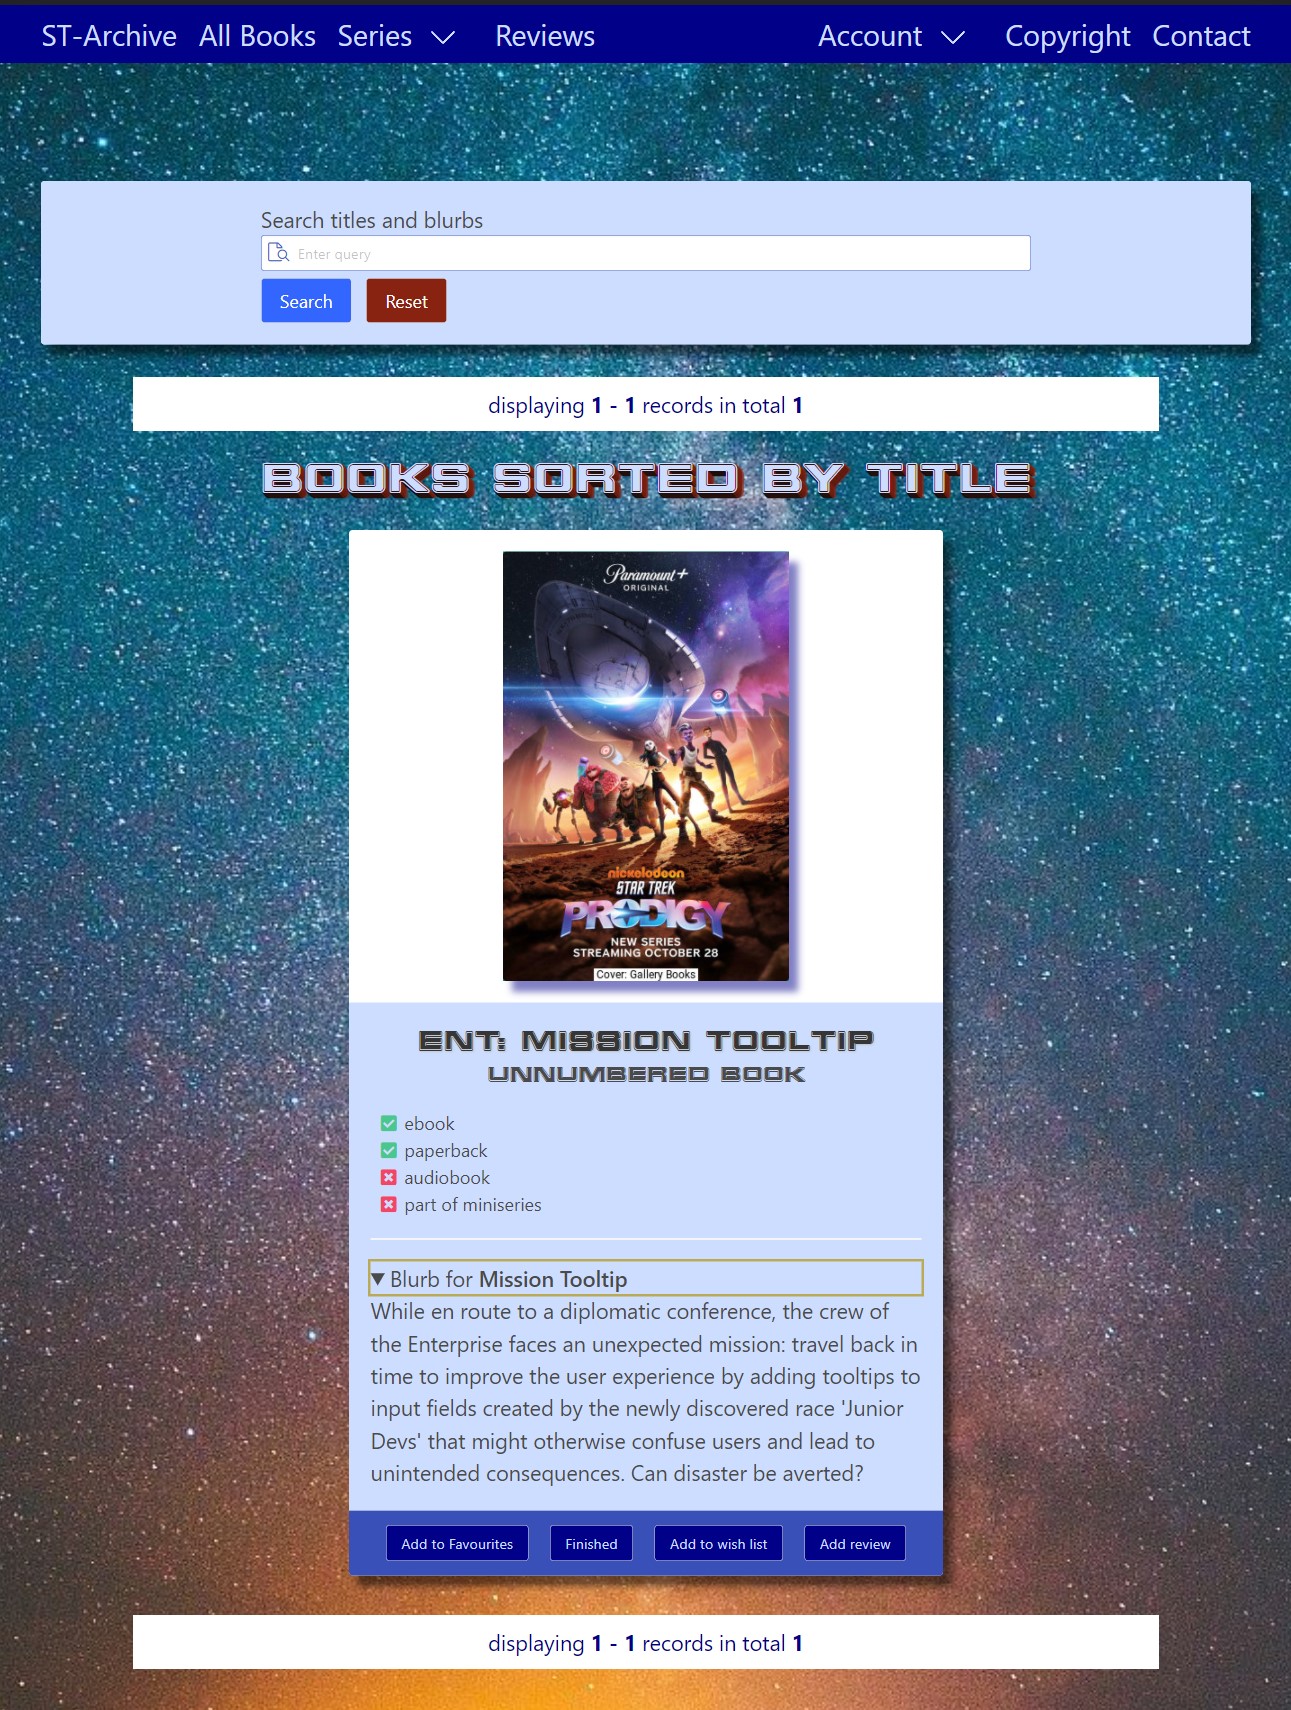 ST-Archive All Books Series Reviews Account Copyright Contact
Search titles and blurbs
Enter query
Search Reset
displaying 1 - 1 records in total 1
BOOKS SORTED BY TITLE
Paramount+
ORIGINAL
nickelodeon
STAR TREK
PRODIGY
NEW SERIES
STREAMING OCTOBER 28
Cover: Gallery Books
ENT: MISSION TOOLTIP
UNNUMBERED BOOK
ebook
paperback
audiobook
part of miniseries
Blurb for Mission Tooltip
While en route to a diplomatic conference, the crew of
the Enterprise faces an unexpected mission: travel back in
time to improve the user experience by adding tooltips to
input fields created by the newly discovered race 'Junior
Devs' that might otherwise confuse users and lead to
unintended consequences. Can disaster be averted?
Add to Favourites Finished Add to wish list Add review
displaying 1 - 1 records in total 1